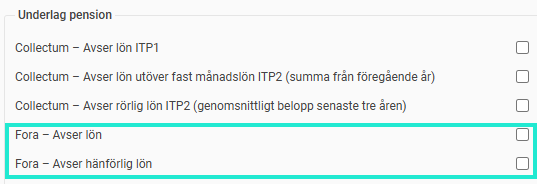 Underlag pension
Collectum – Avser lön ITP1
Collectum – Avser lön utöver fast månadslön ITP2 (summa från föregående år)
Collectum – Avser rörlig lön ITP2 (genomsnittligt belopp senaste tre åren)
Fora – Avser lön
Fora – Avser hänförlig lön